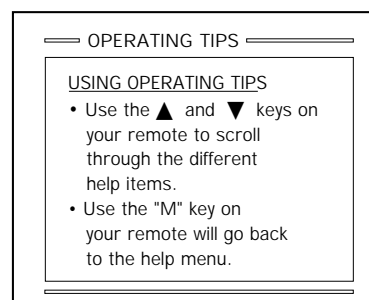 OPERATING TIPS
USING OPERATING TIPS
• Use the ▲ and ▼ keys on
your remote to scroll
through the different
help items.
• Use the "M" key on
your remote will go back
to the help menu.